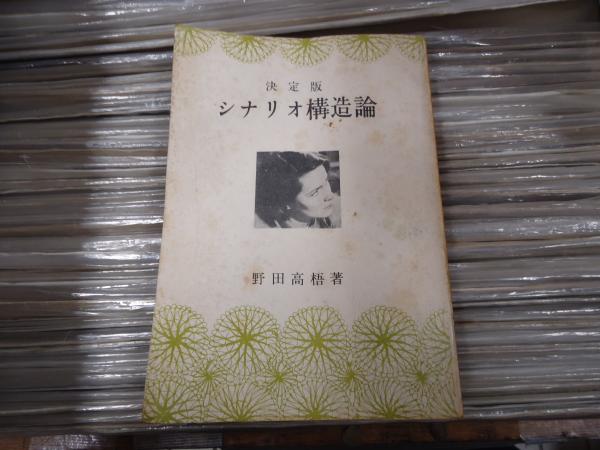 決定版
シナリオ構造論
野田高梧著